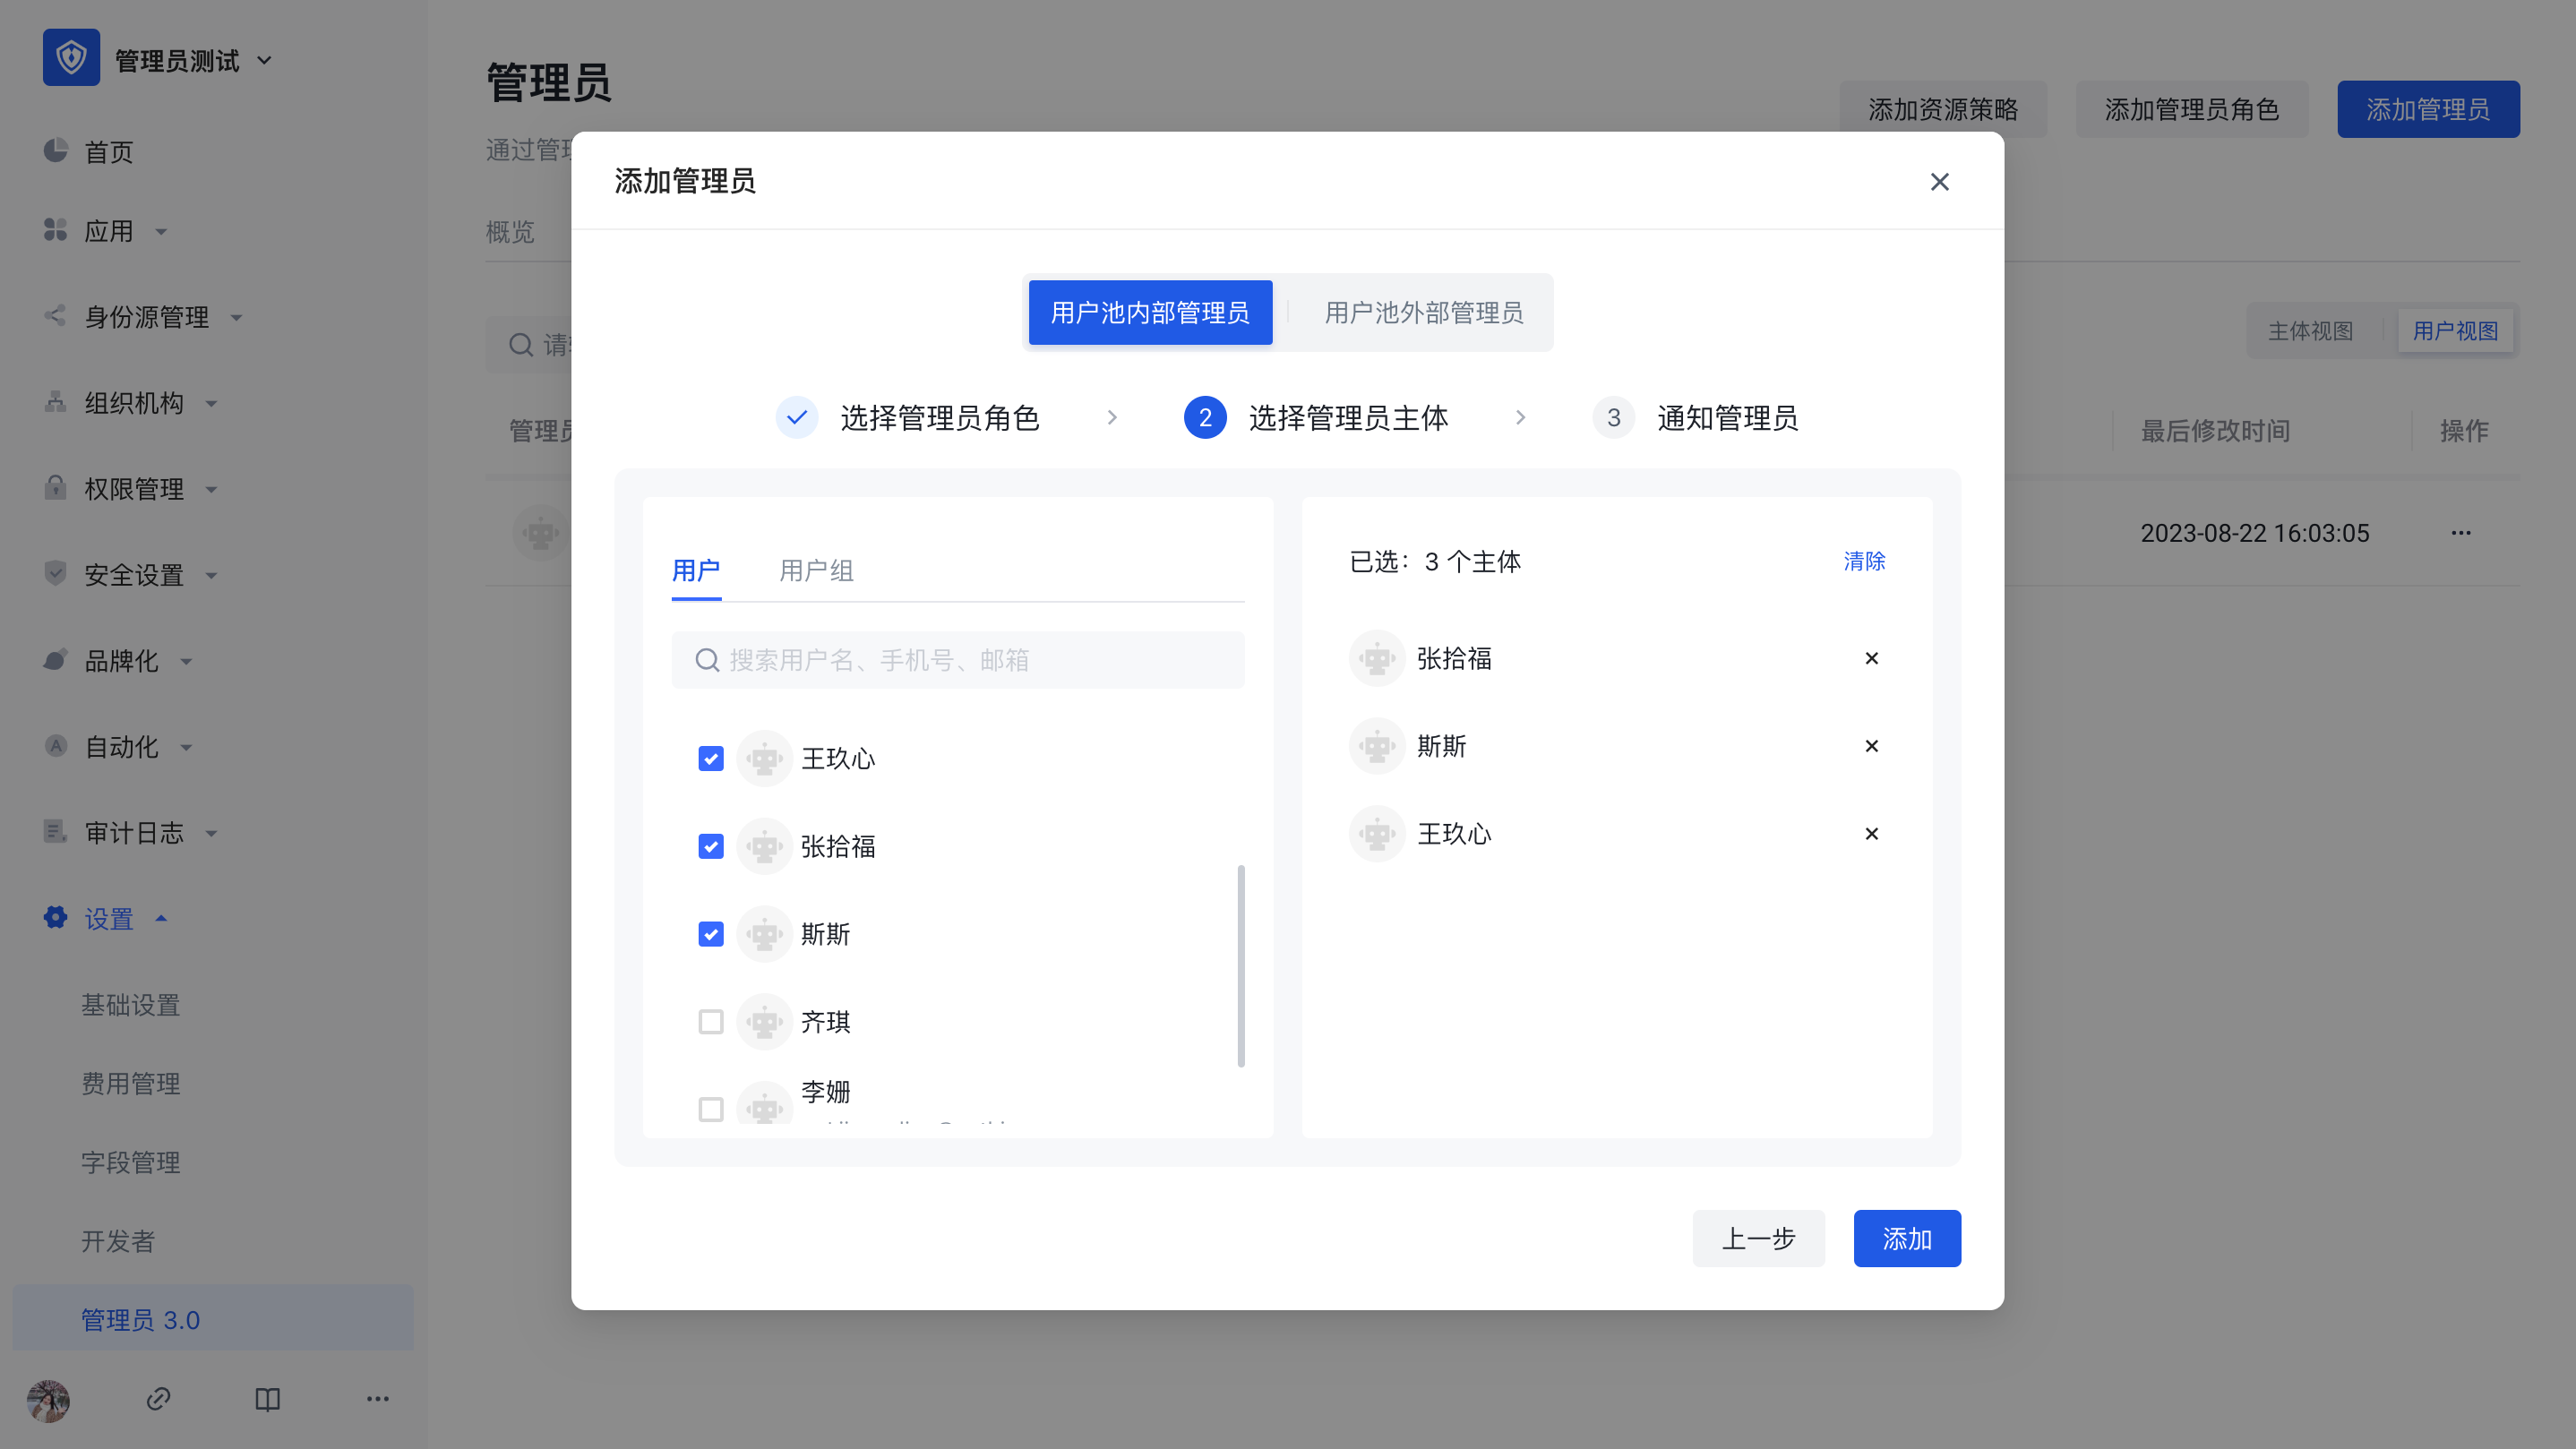 管理员测试
首页
应用
身份源管理
组织机构
权限管理
安全设置
品牌化
自动化
审计日志
设置
基础设置
费用管理
字段管理
开发者
管理员 3.0
管理员
通过管理
添加资源策略
添加管理员角色
添加管理员
概览
主体视图
用户视图
管理员
最后修改时间
操作
2023-08-22 16:03:05
添加管理员
用户池内部管理员
用户池外部管理员
选择管理员角色
2 选择管理员主体
3 通知管理员
用户
用户组
搜索用户名、手机号、邮箱
王玖心
张拾福
斯斯
齐琪
李姗
已选：3 个主体
清除
张拾福
斯斯
王玖心
上一步
添加